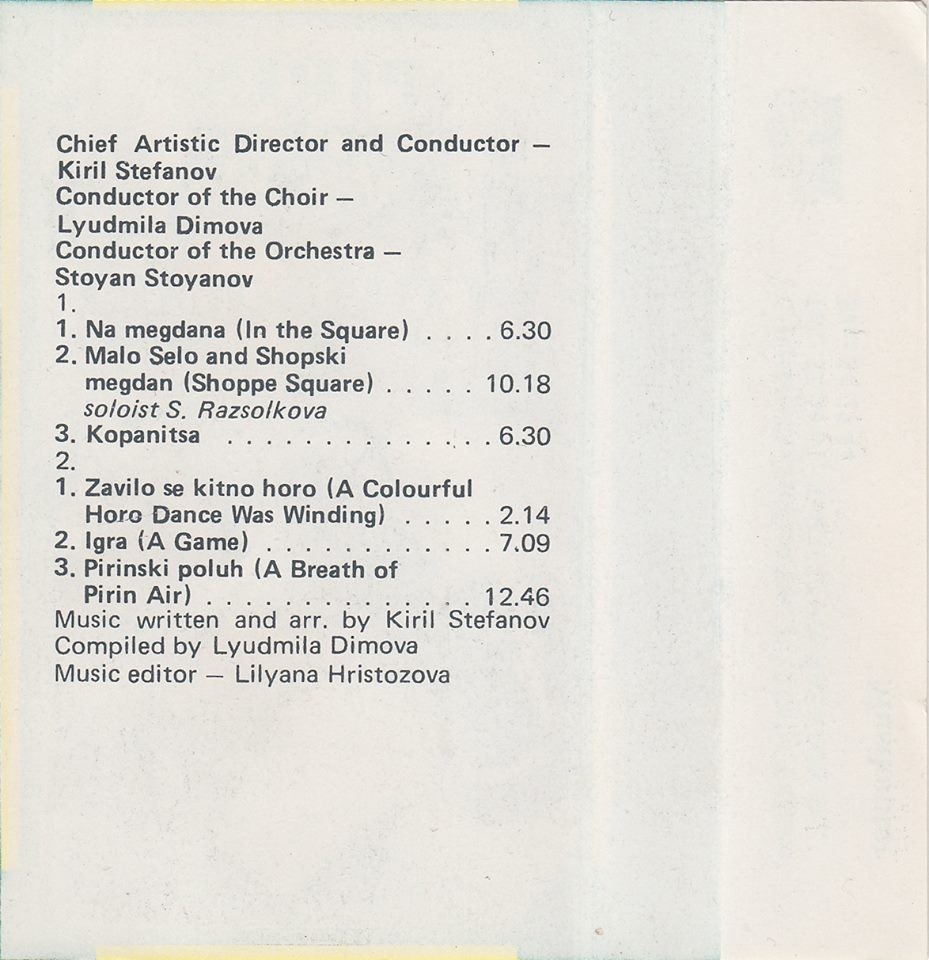 Chief Artistic Director and Conductor —
Kiril Stefanov
Conductor of the Choir —
Lyudmila Dimova
Conductor of the Orchestra —
Stoyan Stoyanov
1.
1. Na megdana (In the Square) . . . . 6.30
2. Malo Selo and Shopski
megdan (Shoppe Square) . . . . . 10.18
soloist S. Razsolkova
3. Kopanitsa . . . . . . . . . . . . . . 6.30
2.
1. Zavilo se kitno horo (A Colourful
Horo Dance Was Winding) . . . . . 2.14
2. Igra (A Game) . . . . . . . . . . . . 7.09
3. Pirinski poluh (A Breath of
Pirin Air) . . . . . . . . . . . . . . 12.46
Music written and arr. by Kiril Stefanov
Compiled by Lyudmila Dimova
Music editor — Lilyana Hristozova